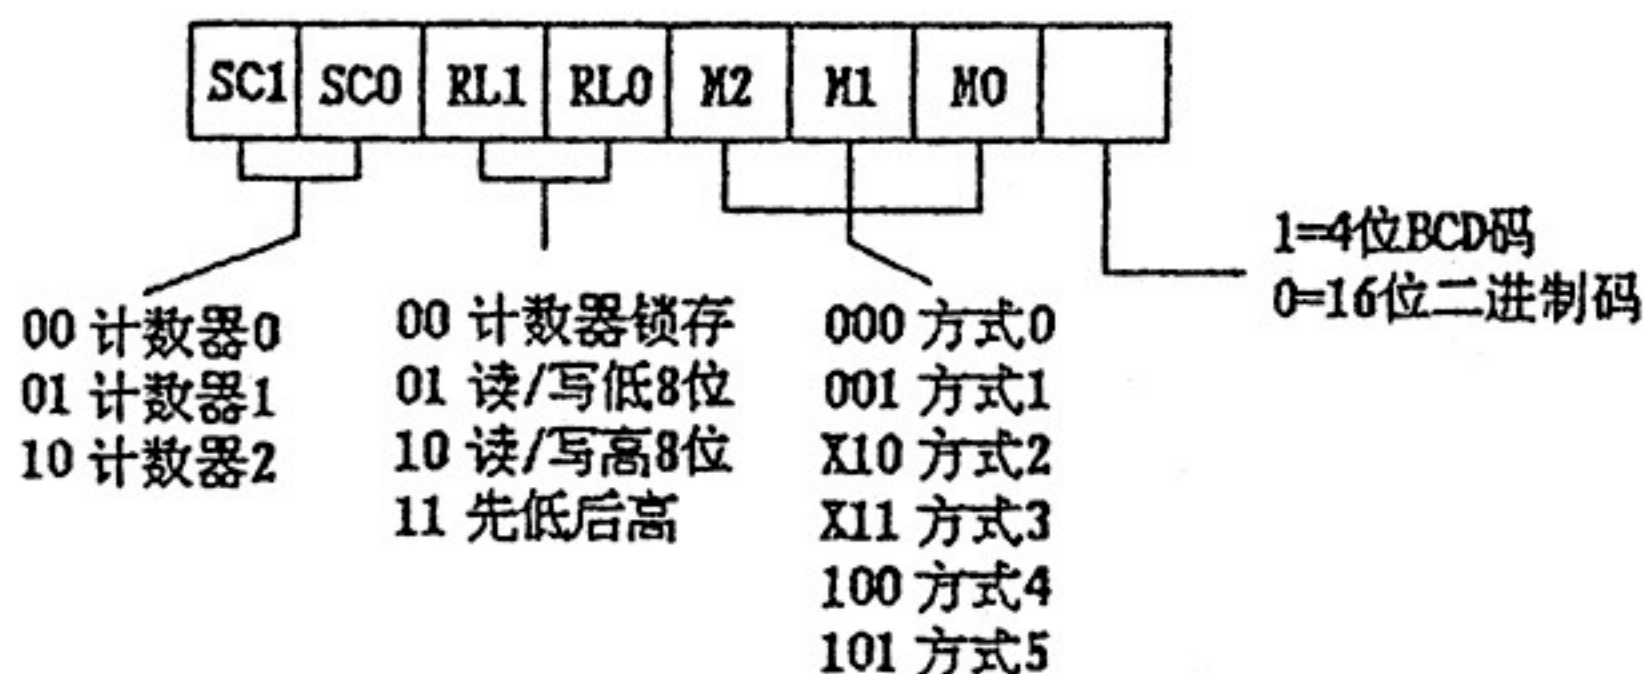 SC1 SC0 RL1 RL0 M2 M1 M0
1=4位BCD码
0=16位二进制码
00 计数器0
01 计数器1
10 计数器2
00 计数器锁存
01 读/写低8位
10 读/写高8位
11 先低后高
000 方式0
001 方式1
X10 方式2
X11 方式3
100 方式4
101 方式5